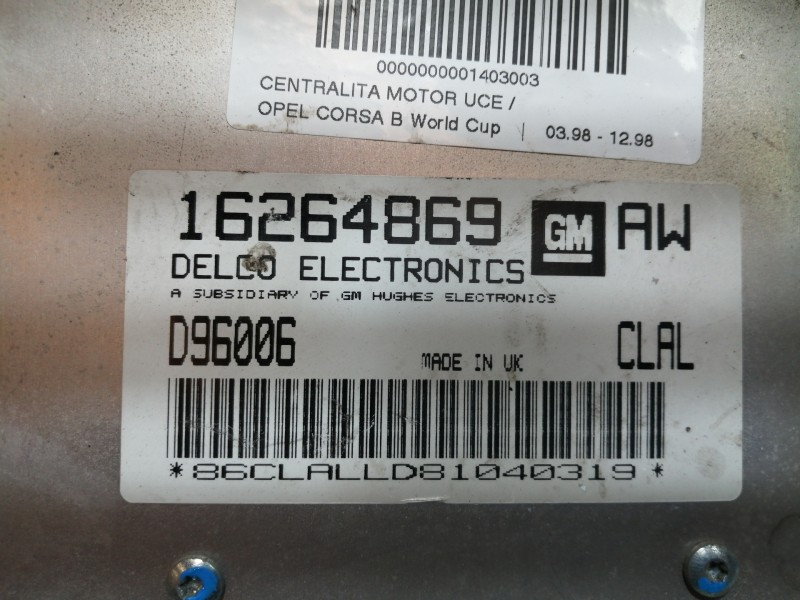 0000000001403003
CENTRALITA MOTOR UCE /
OPEL CORSA B World Cup | 03.98 - 12.98
16264869 GM AW
DELCO ELECTRONICS
A SUBSIDIARY OF GM HUGHES ELECTRONICS
D96006 MADE IN UK CLAL
*86CLALLD81040319*